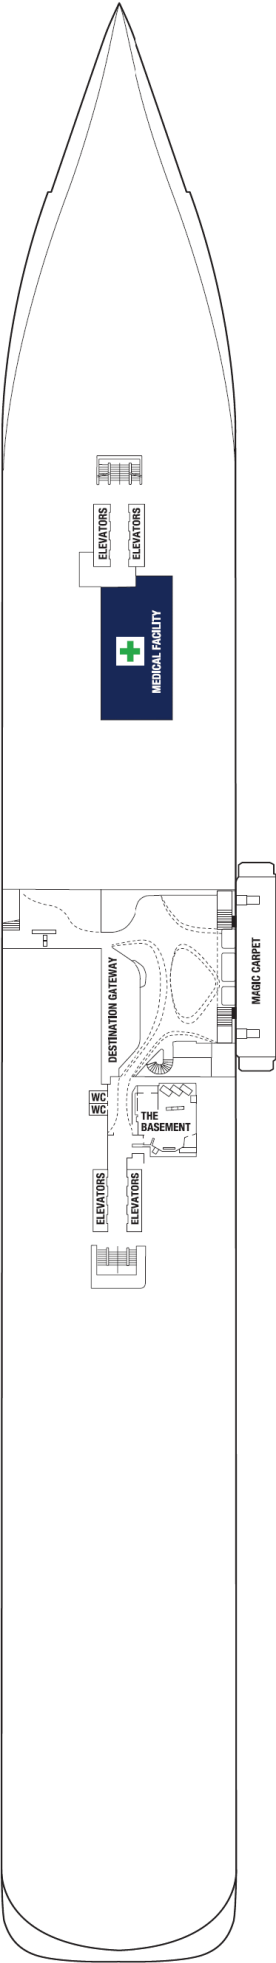 ELEVATORS
ELEVATORS
MEDICAL FACILITY
MAGIC CARPET
DESTINATION GATEWAY
WC
WC
THE
BASEMENT
ELEVATORS
ELEVATORS